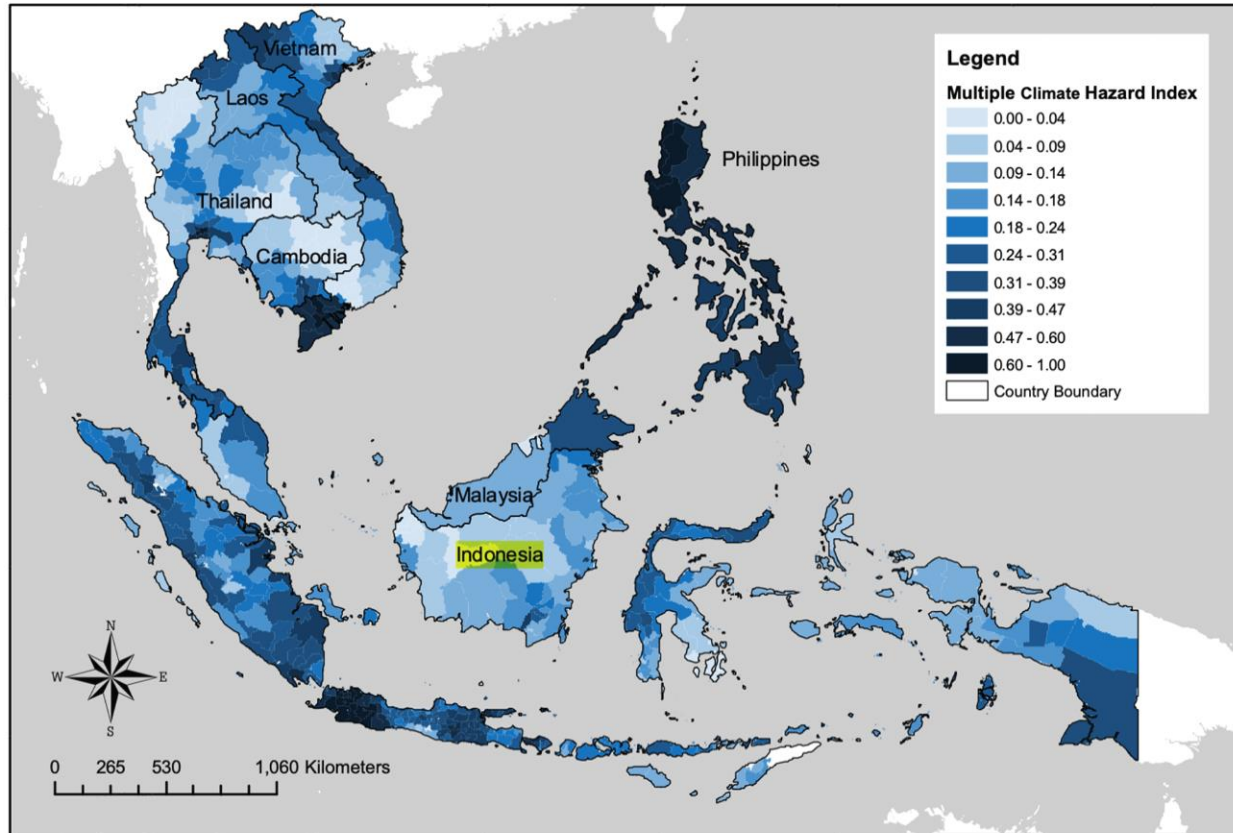 Vietnam
Laos
Thailand
Cambodia
Philippines
Malaysia
Indonesia
Legend
Multiple Climate Hazard Index
0.00 - 0.04
0.04 - 0.09
0.09 - 0.14
0.14 - 0.18
0.18 - 0.24
0.24 - 0.31
0.31 - 0.39
0.39 - 0.47
0.47 - 0.60
0.60 - 1.00
Country Boundary
N
W E
S
0 265 530 1,060 Kilometers